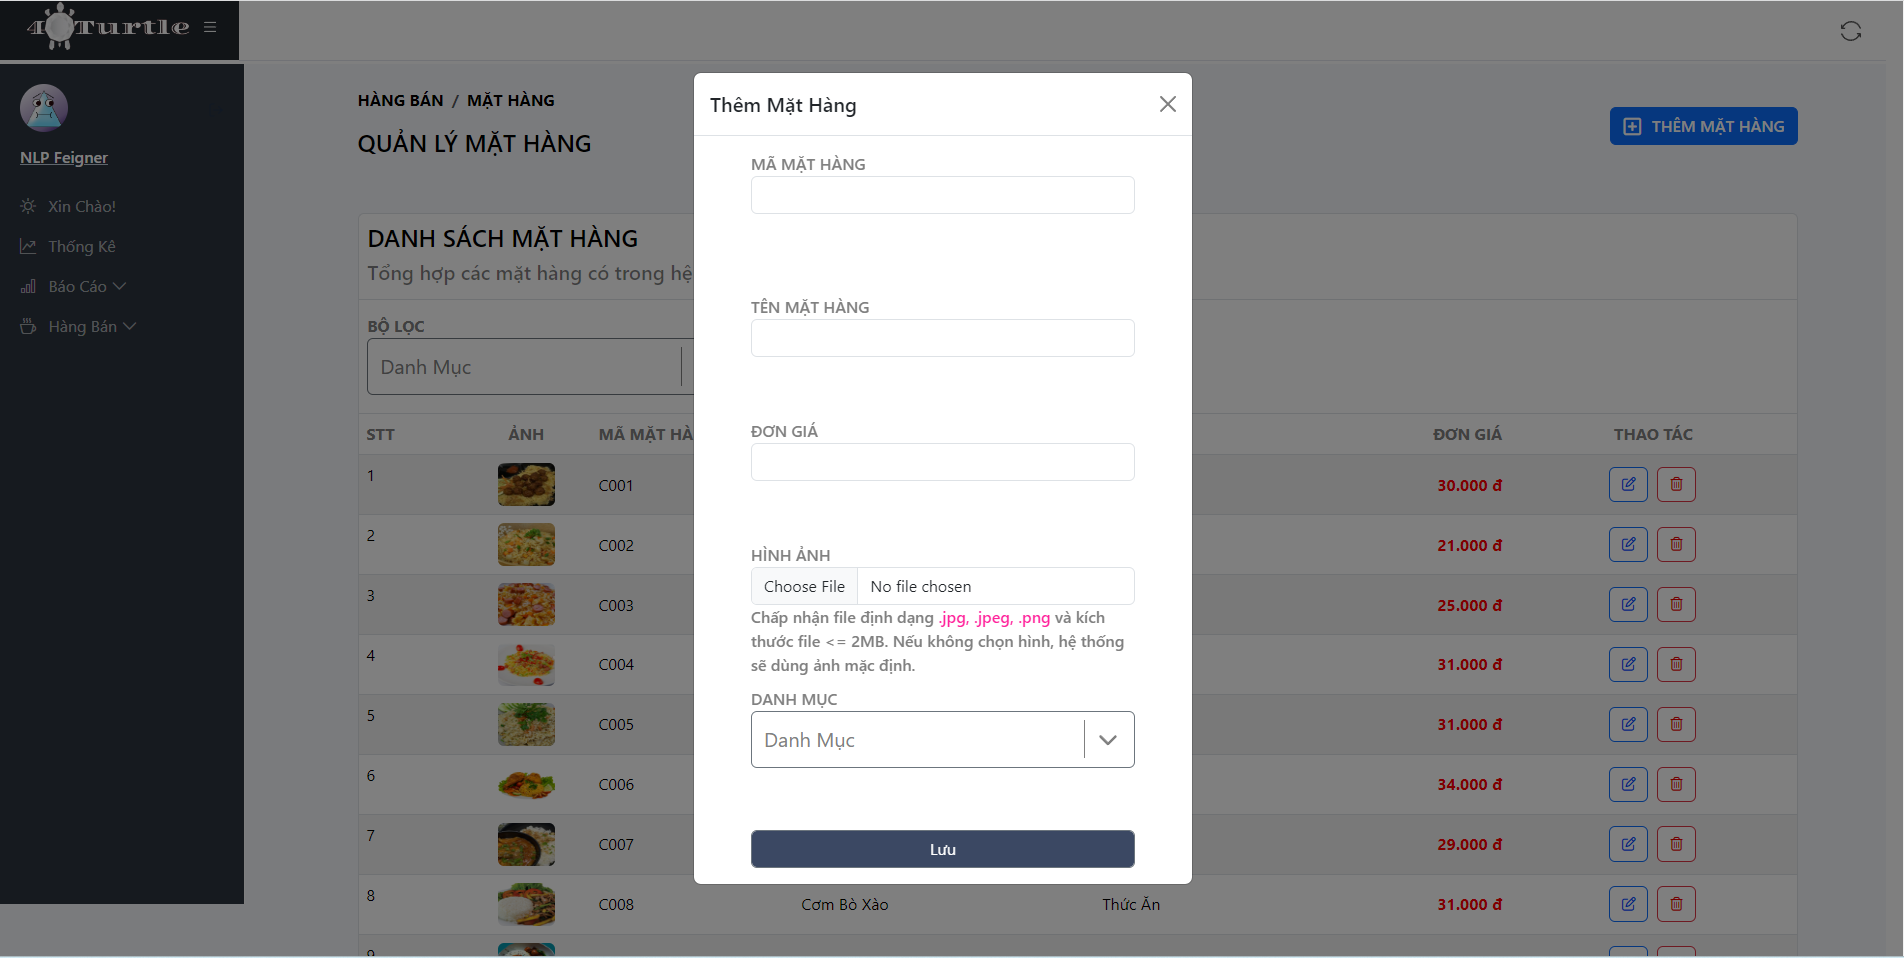 4 Turtle
NLP Feigner
Xin Chào!
Thống Kê
Báo Cáo
Hàng Bán
HÀNG BÁN / MẶT HÀNG
QUẢN LÝ MẶT HÀNG
THÊM MẶT HÀNG
DANH SÁCH MẶT HÀNG
Tổng hợp các mặt hàng có trong hệ
BỘ LỌC
Danh Mục
STT ẢNH MÃ MẶT HÀ ĐƠN GIÁ THAO TÁC
1 C001 30.000 đ
2 C002 21.000 đ
3 C003 25.000 đ
4 C004 31.000 đ
5 C005 31.000 đ
6 C006 34.000 đ
7 C007 29.000 đ
8 C008 Cơm Bò Xào Thức Ăn 31.000 đ
Thêm Mặt Hàng
MÃ MẶT HÀNG
TÊN MẶT HÀNG
ĐƠN GIÁ
HÌNH ẢNH
Choose File No file chosen
Chấp nhận file định dạng .jpg, .jpeg, .png và kích
thước file <= 2MB. Nếu không chọn hình, hệ thống
sẽ dùng ảnh mặc định.
DANH MỤC
Danh Mục
Lưu